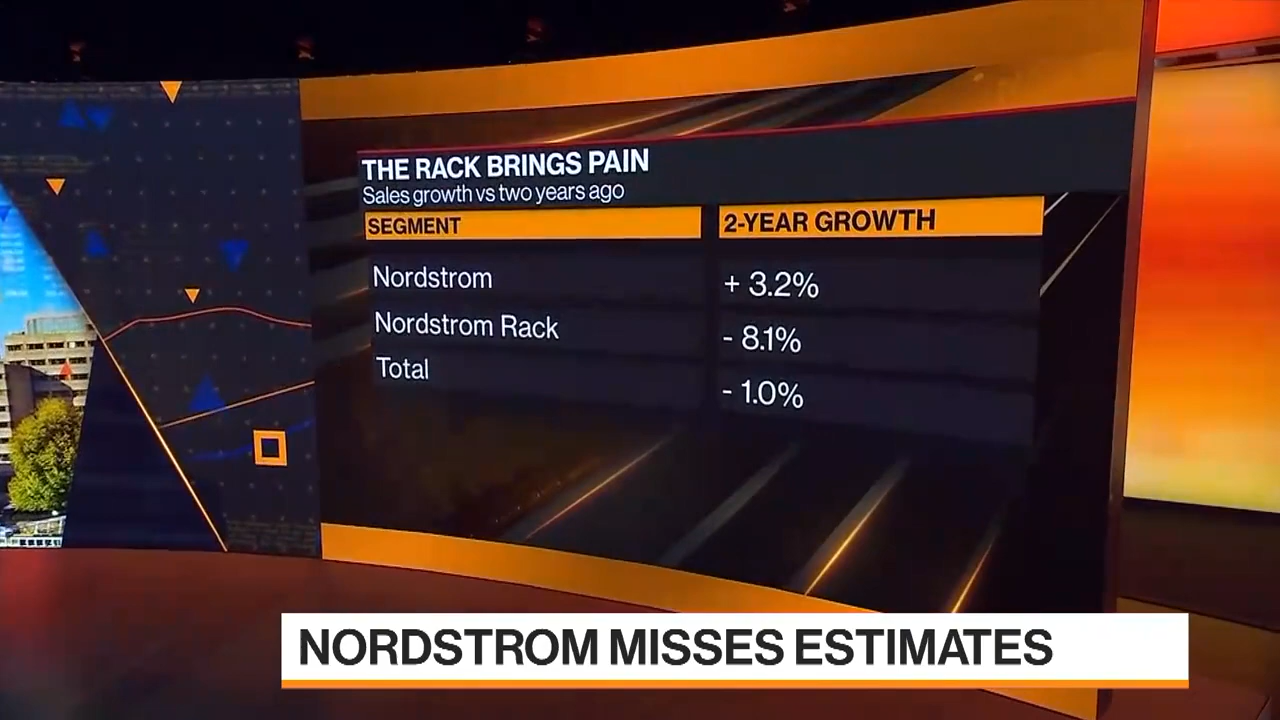 THE RACK BRINGS PAIN
Sales growth vs two years ago
SEGMENT 2-YEAR GROWTH
Nordstrom + 3.2%
Nordstrom Rack - 8.1%
Total - 1.0%
NORDSTROM MISSES ESTIMATES